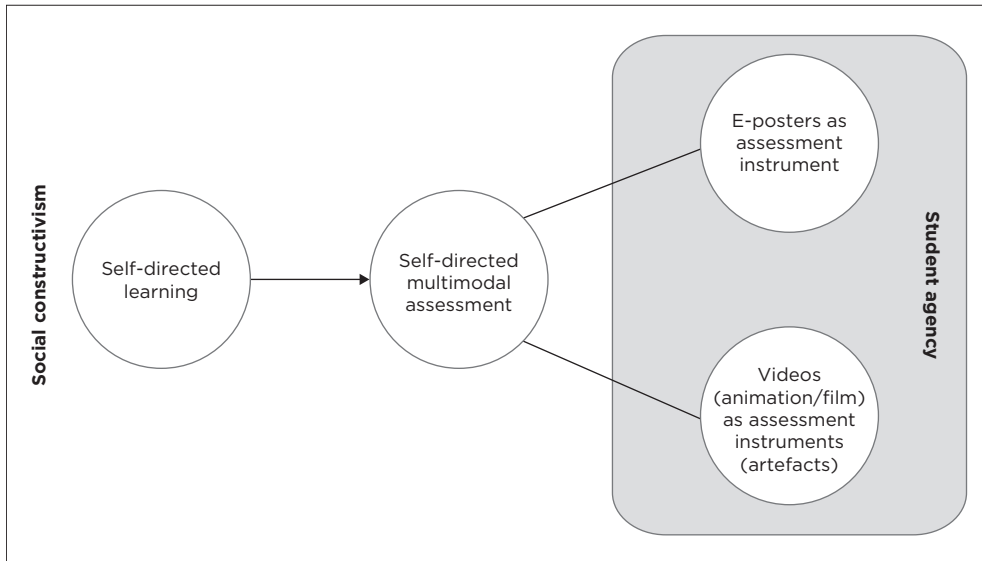 Social constructivism
Self-directed
learning
Self-directed
multimodal
assessment
E-posters as
assessment
instrument
Videos
(animation/film)
as assessment
instruments
(artefacts)
Student agency